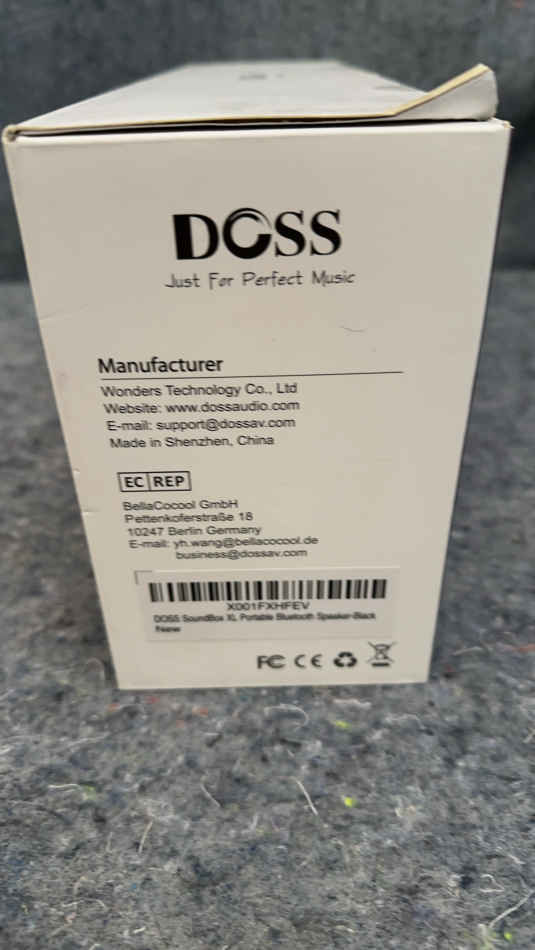 DOSS
Just For Perfect Music
Manufacturer
Wonders Technology Co., Ltd
Website: www.dossaudio.com
E-mail: support@dossav.com
Made in Shenzhen, China
EC REP
BellaCocool GmbH
Pettenkoferstraße 18
10247 Berlin Germany
E-mail: yh.wang@bellacocool.de
business@dossav.com
X001FXHFEV
DOSS SoundBox XL Portable Bluetooth Speaker-Black
New
FC CE